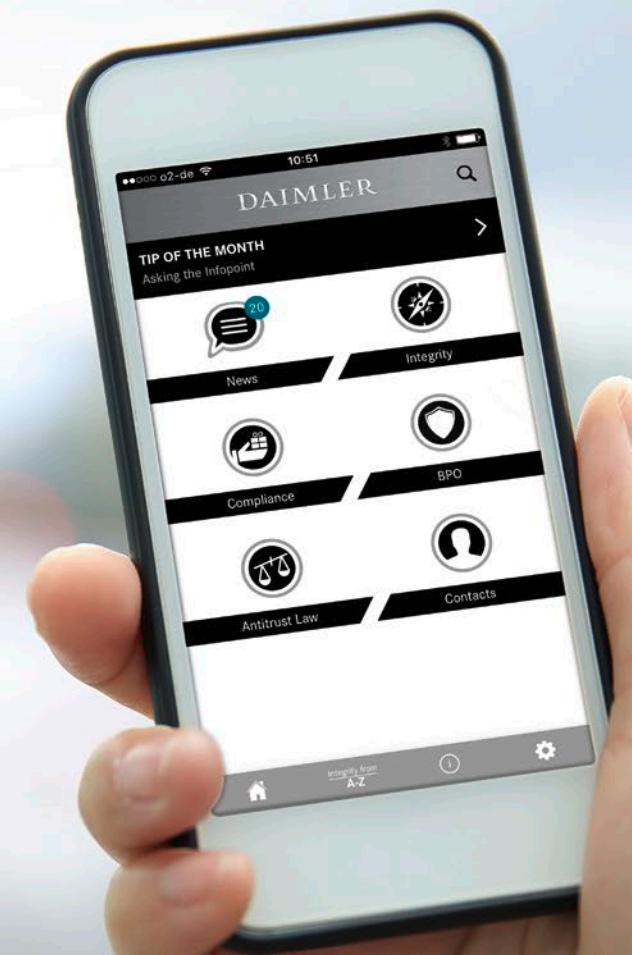 o2-de 10:51
DAIMLER
TIP OF THE MONTH
Asking the Infopoint
20
News
Integrity
Compliance
BPO
Antitrust Law
Contacts
Integrity from
A-Z
i